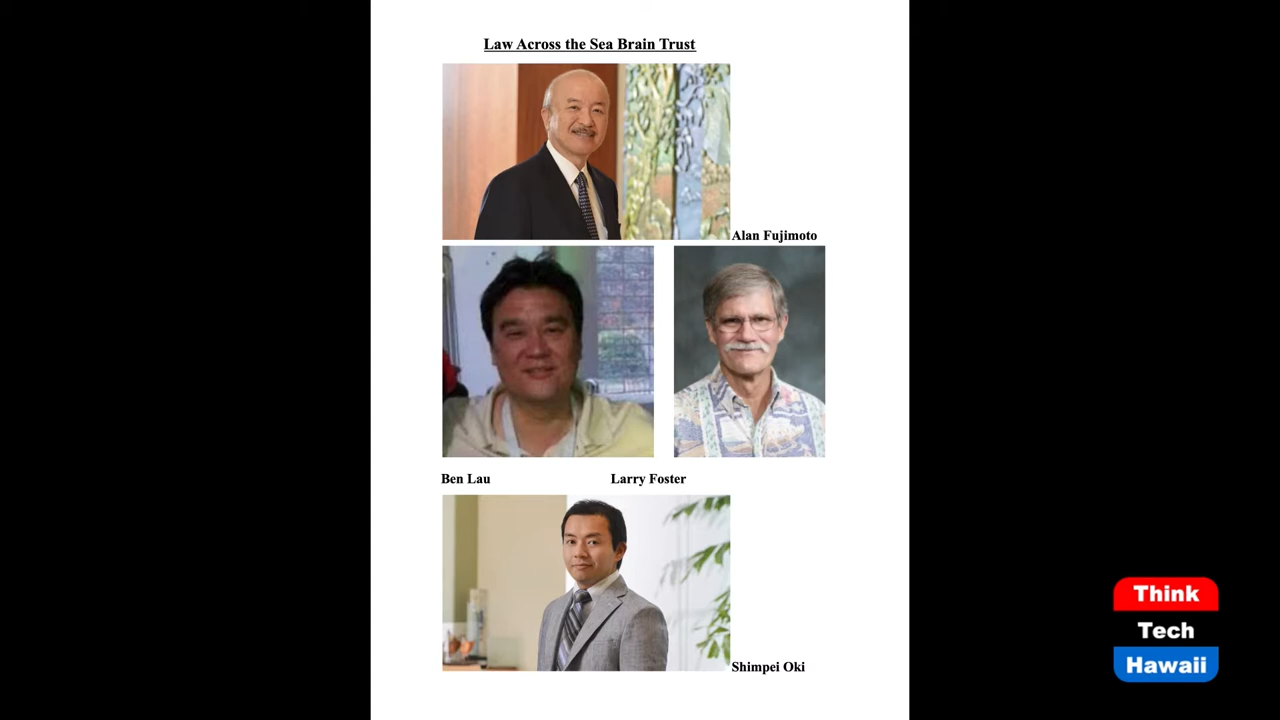 Law Across the Sea Brain Trust
Alan Fujimoto
Ben Lau
Larry Foster
Shimpei Oki
Think
Tech
Hawaii